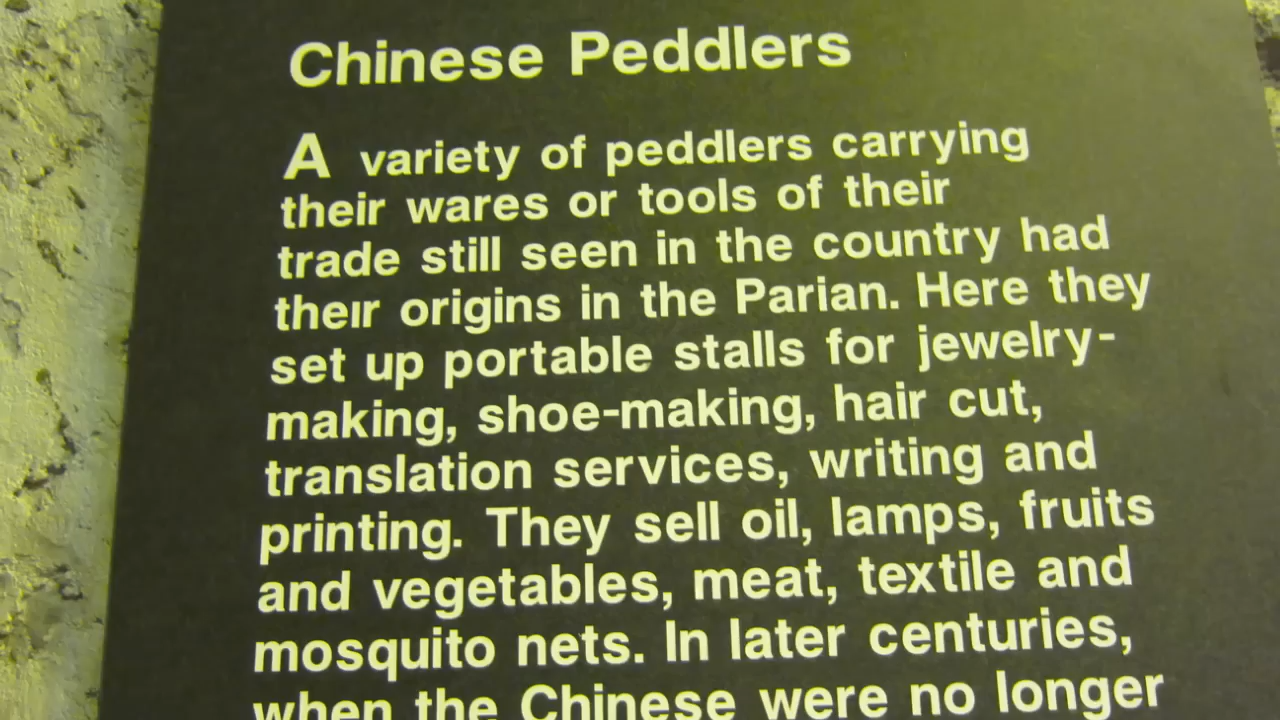 Chinese Peddlers
A variety of peddlers carrying
their wares or tools of their
trade still seen in the country had
their origins in the Parian. Here they
set up portable stalls for jewelry-
making, shoe-making, hair cut,
translation services, writing and
printing. They sell oil, lamps, fruits
and vegetables, meat, textile and
mosquito nets. In later centuries,
when the Chinese were no longer